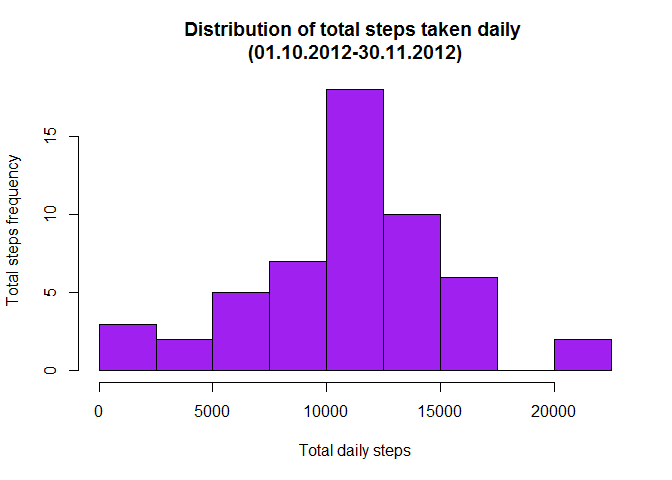 Distribution of total steps taken daily
(01.10.2012-30.11.2012)
Total steps frequency
15
10
5
0
0 5000 10000 15000 20000
Total daily steps